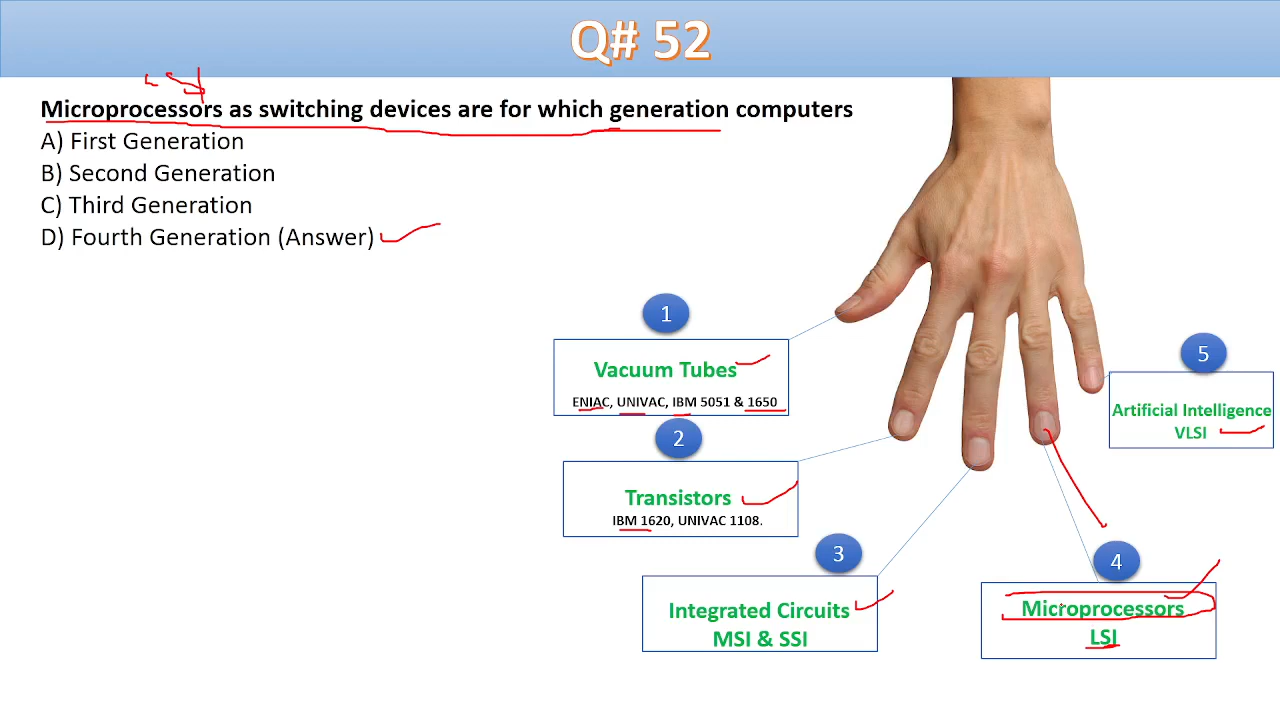 Q# 52
Microprocessors as switching devices are for which generation computers
A) First Generation
B) Second Generation
C) Third Generation
D) Fourth Generation (Answer)
1
Vacuum Tubes
ENIAC, UNIVAC, IBM 5051 & 1650
2
Transistors
IBM 1620, UNIVAC 1108.
3
Integrated Circuits
MSI & SSI
4
Microprocessors
LSI
5
Artificial Intelligence
VLSI